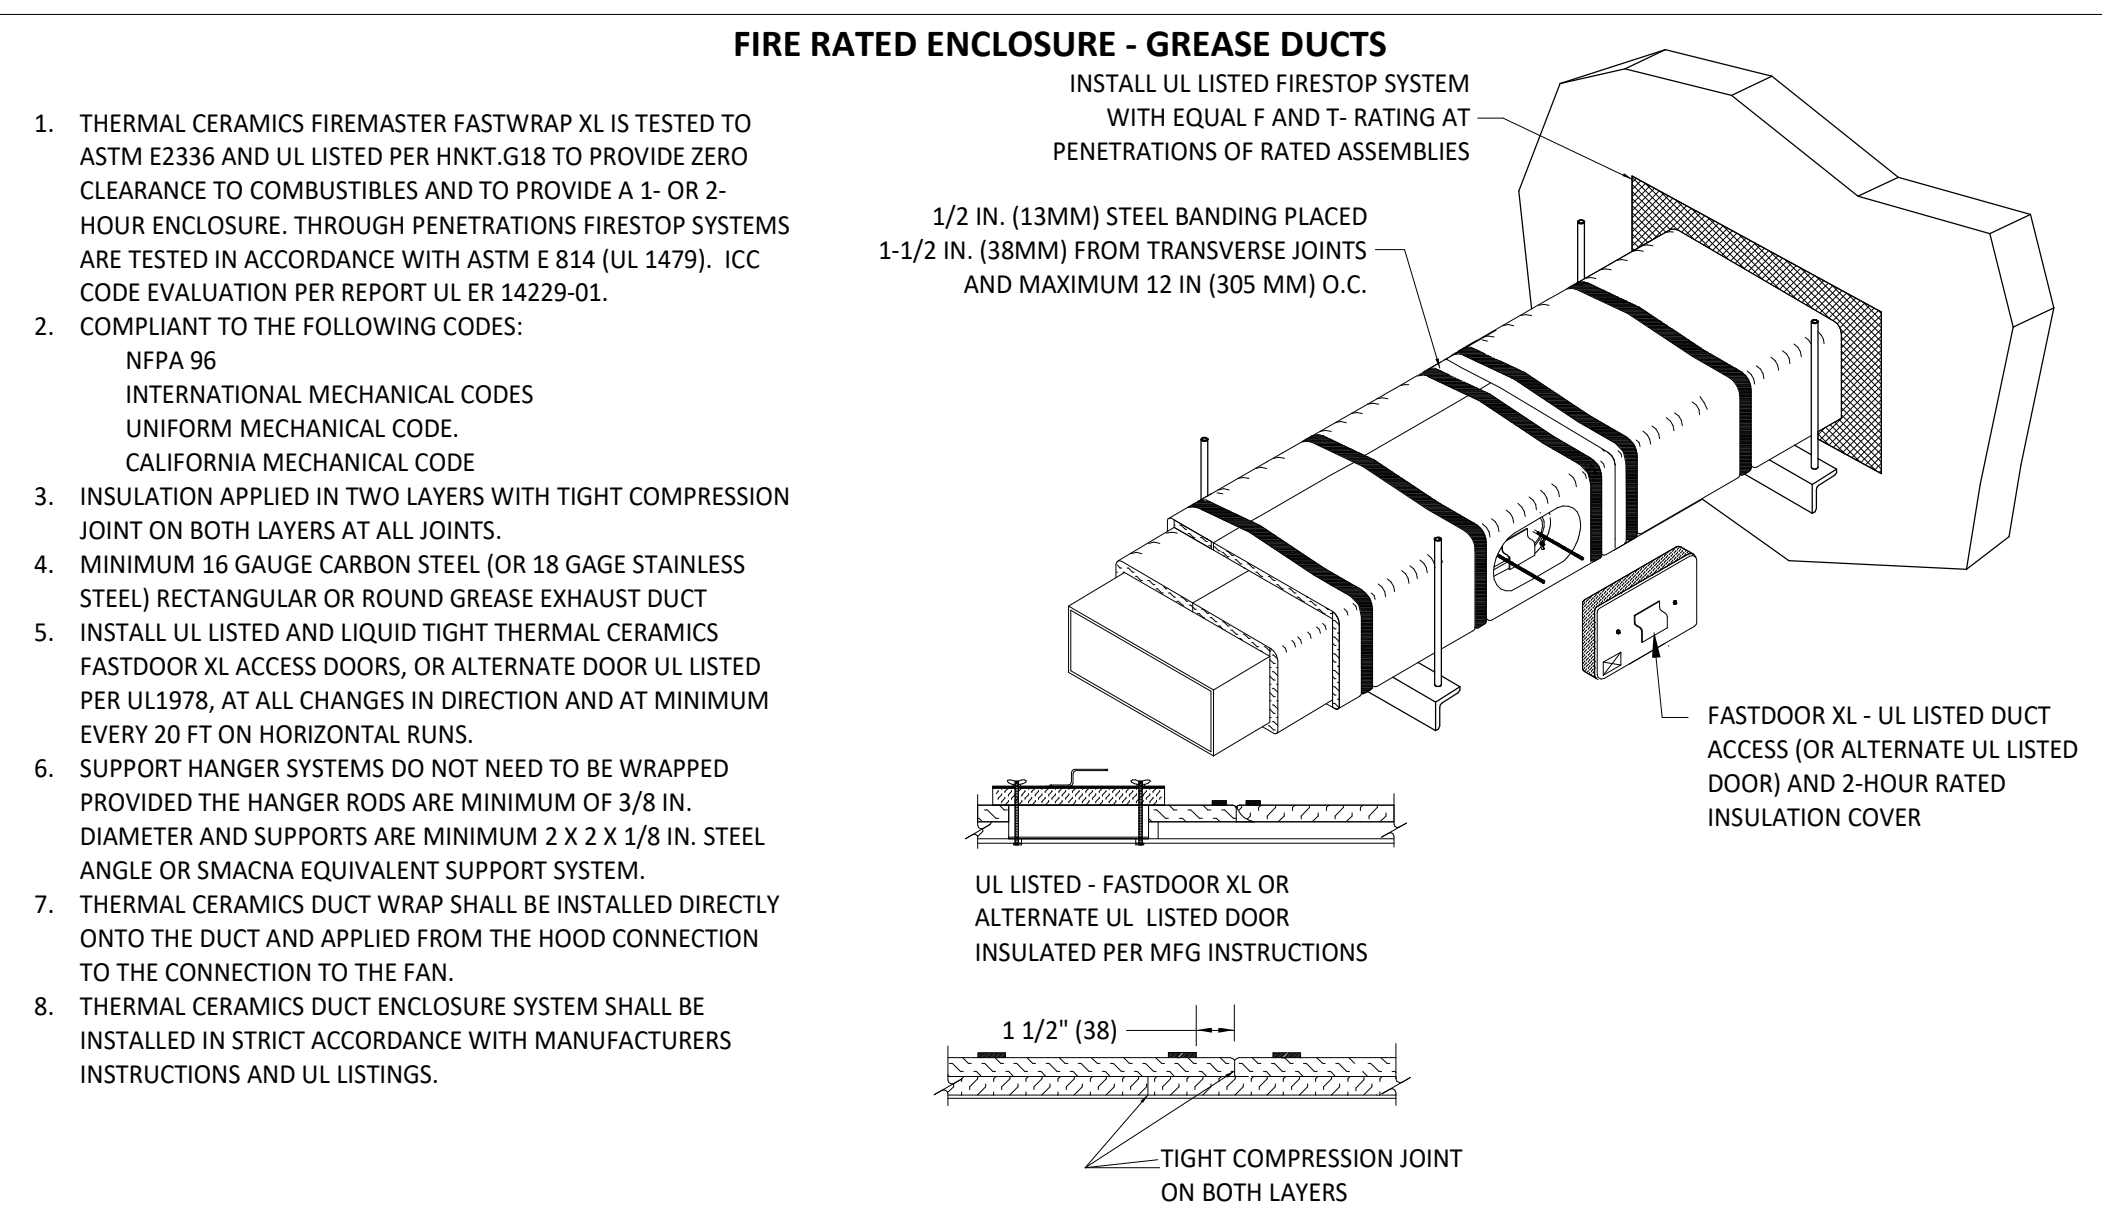 FIRE RATED ENCLOSURE - GREASE DUCTS
1. THERMAL CERAMICS FIREMASTER FASTWRAP XL IS TESTED TO
ASTM E2336 AND UL LISTED PER HNKT.G18 TO PROVIDE ZERO
CLEARANCE TO COMBUSTIBLES AND TO PROVIDE A 1- OR 2-
HOUR ENCLOSURE. THROUGH PENETRATIONS FIRESTOP SYSTEMS
ARE TESTED IN ACCORDANCE WITH ASTM E 814 (UL 1479). ICC
CODE EVALUATION PER REPORT UL ER 14229-01.
2. COMPLIANT TO THE FOLLOWING CODES:
NFPA 96
INTERNATIONAL MECHANICAL CODES
UNIFORM MECHANICAL CODE.
CALIFORNIA MECHANICAL CODE
3. INSULATION APPLIED IN TWO LAYERS WITH TIGHT COMPRESSION
JOINT ON BOTH LAYERS AT ALL JOINTS.
4. MINIMUM 16 GAUGE CARBON STEEL (OR 18 GAGE STAINLESS
STEEL) RECTANGULAR OR ROUND GREASE EXHAUST DUCT
5. INSTALL UL LISTED AND LIQUID TIGHT THERMAL CERAMICS
FASTDOOR XL ACCESS DOORS, OR ALTERNATE DOOR UL LISTED
PER UL1978, AT ALL CHANGES IN DIRECTION AND AT MINIMUM
EVERY 20 FT ON HORIZONTAL RUNS.
6. SUPPORT HANGER SYSTEMS DO NOT NEED TO BE WRAPPED
PROVIDED THE HANGER RODS ARE MINIMUM OF 3/8 IN.
DIAMETER AND SUPPORTS ARE MINIMUM 2 X 2 X 1/8 IN. STEEL
ANGLE OR SMACNA EQUIVALENT SUPPORT SYSTEM.
7. THERMAL CERAMICS DUCT WRAP SHALL BE INSTALLED DIRECTLY
ONTO THE DUCT AND APPLIED FROM THE HOOD CONNECTION
TO THE CONNECTION TO THE FAN.
8. THERMAL CERAMICS DUCT ENCLOSURE SYSTEM SHALL BE
INSTALLED IN STRICT ACCORDANCE WITH MANUFACTURERS
INSTRUCTIONS AND UL LISTINGS.
INSTALL UL LISTED FIRESTOP SYSTEM
WITH EQUAL F AND T- RATING AT
PENETRATIONS OF RATED ASSEMBLIES
1/2 IN. (13MM) STEEL BANDING PLACED
1-1/2 IN. (38MM) FROM TRANSVERSE JOINTS
AND MAXIMUM 12 IN (305 MM) O.C.
FASTDOOR XL - UL LISTED DUCT
ACCESS (OR ALTERNATE UL LISTED
DOOR) AND 2-HOUR RATED
INSULATION COVER
UL LISTED - FASTDOOR XL OR
ALTERNATE UL LISTED DOOR
INSULATED PER MFG INSTRUCTIONS
1 1/2" (38)
TIGHT COMPRESSION JOINT
ON BOTH LAYERS